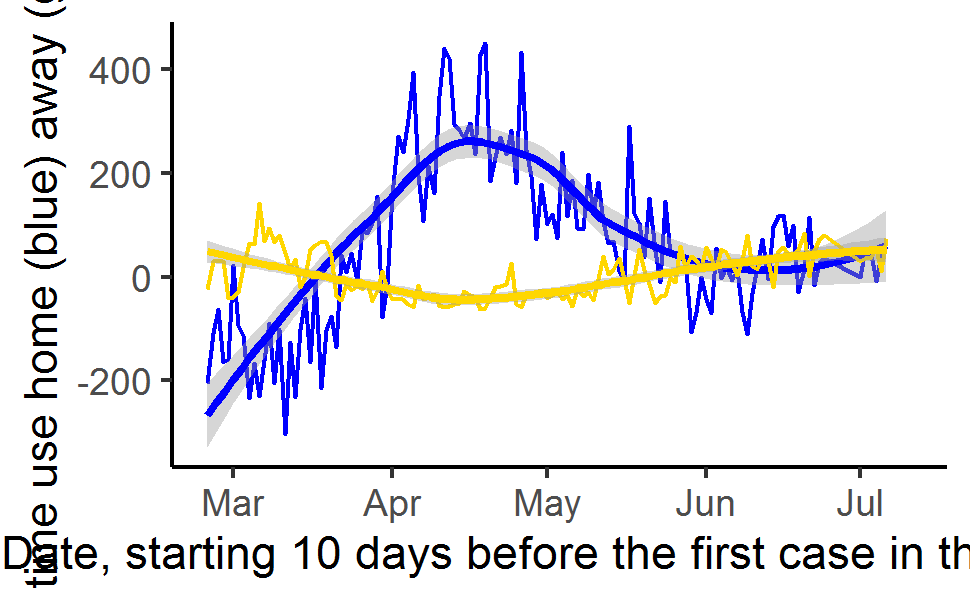 time use home (blue) away (
400
200
0
-200
Mar Apr May Jun Jul
Date, starting 10 days before the first case in th